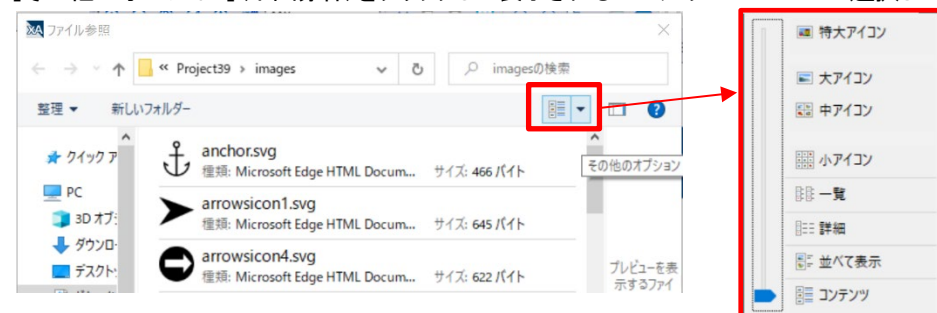 XA ファイル参照
« Project39 › images
imagesの検索
整理
新しいフォルダー
anchor.svg
種類: Microsoft Edge HTML Docum... サイズ: 466 バイト
arrowsicon1.svg
種類: Microsoft Edge HTML Docum... サイズ: 645 バイト
arrowsicon4.svg
種類: Microsoft Edge HTML Docum... サイズ: 622 バイト
クイック ア
PC
3D オブ
ダウンロ
デスクト
その他のオプション
プレビューを表
示するファイ
特大アイコン
大アイコン
中アイコン
小アイコン
一覧
詳細
並べて表示
コンテンツ